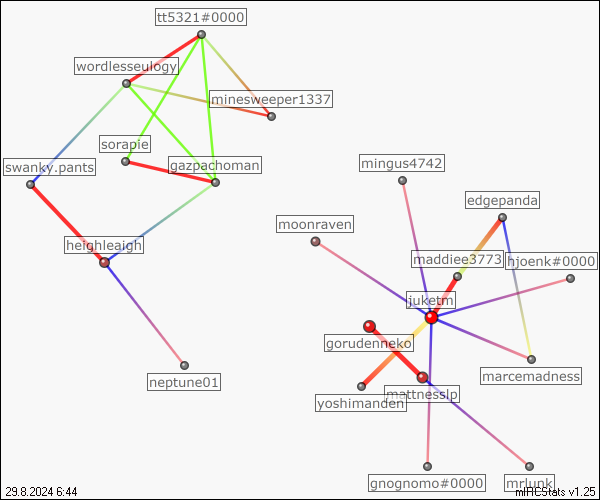 tt5321#0000
wordlesseulogy
minesweeper1337
sorapie
gazpachoman
swanky.pants
mingus4742
edgepanda
moonraven
heighleaigh
maddiee3773
hjoenk#0000
juketm
gorudenneko
marcemadness
neptune01
mattnesslp
yoshimanden
gnognomo#0000
mrlunk
29.8.2024 6:44
mIRCStats v1.25